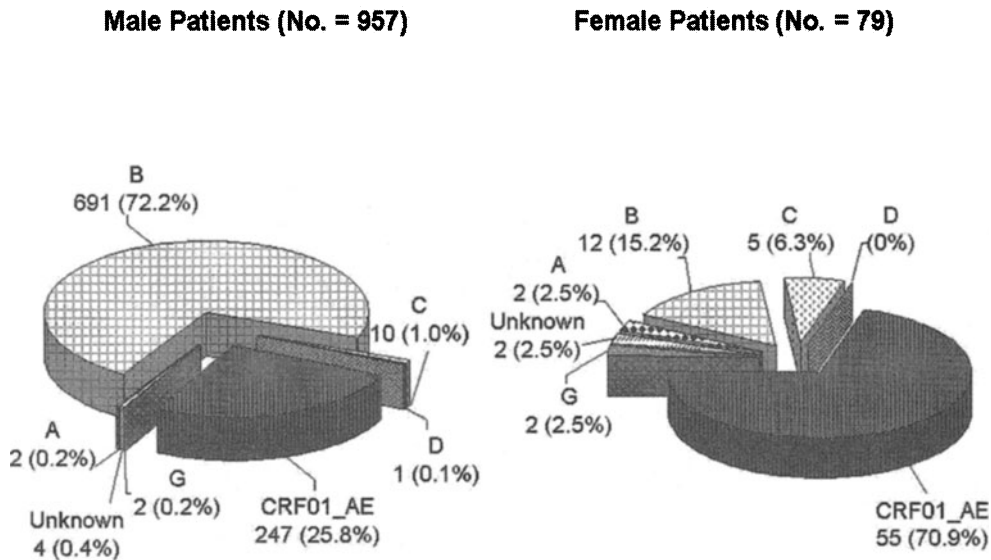 Male Patients (No. = 957)
B
691 (72.2%)
C
10 (1.0%)
D
1 (0.1%)
CRF01_AE
247 (25.8%)
G
2 (0.2%)
Unknown
4 (0.4%)
A
2 (0.2%)
Female Patients (No. = 79)
B
12 (15.2%)
C
5 (6.3%)
D
(0%)
A
2 (2.5%)
Unknown
2 (2.5%)
G
2 (2.5%)
CRF01_AE
55 (70.9%)